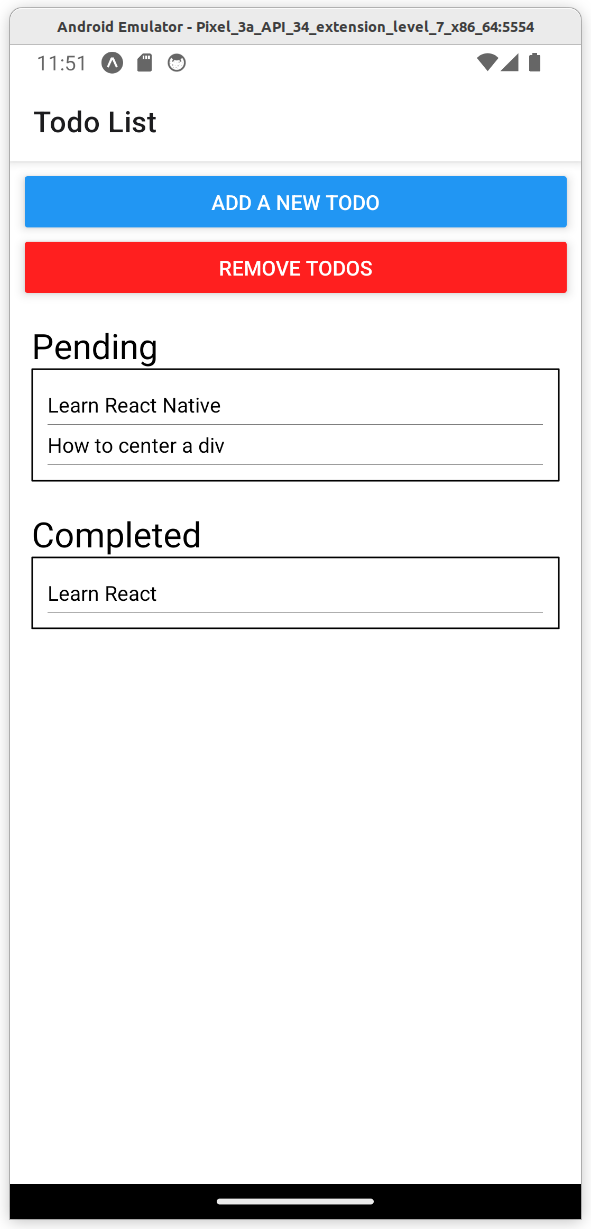 Android Emulator - Pixel_3a_API_34_extension_level_7_x86_64:5554
11:51
Todo List
ADD A NEW TODO
REMOVE TODOS
Pending
Learn React Native
How to center a div
Completed
Learn React